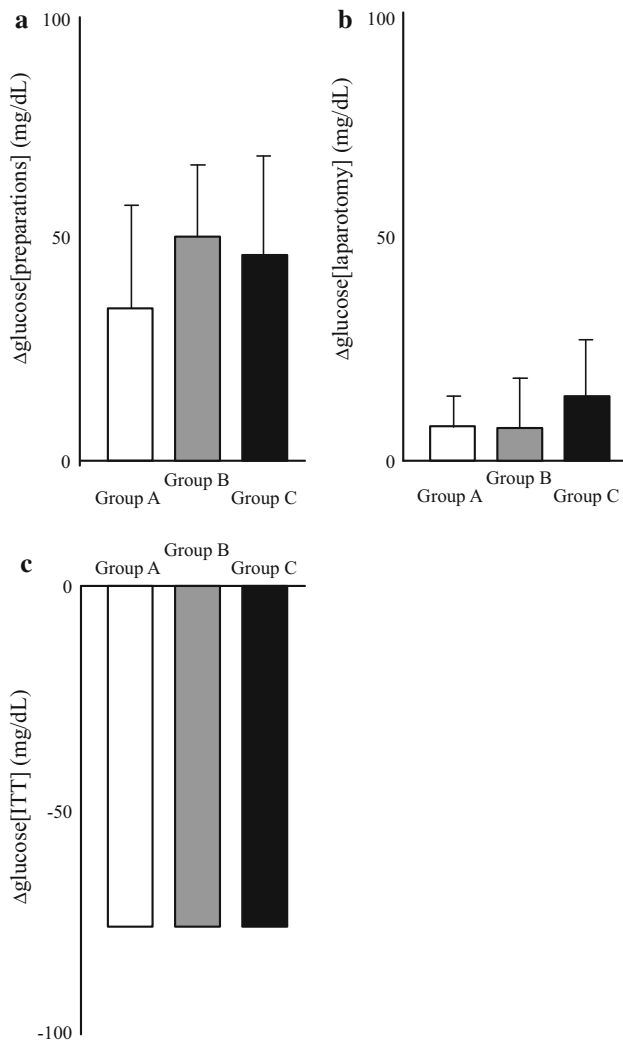 a
100
50
0
Δglucose[preparations] (mg/dL)
Group A
Group B
Group C
b
100
50
0
Δglucose[laparotomy] (mg/dL)
Group A
Group B
Group C
c
Group A
Group B
Group C
0
-50
-100
Δglucose[ITT] (mg/dL)